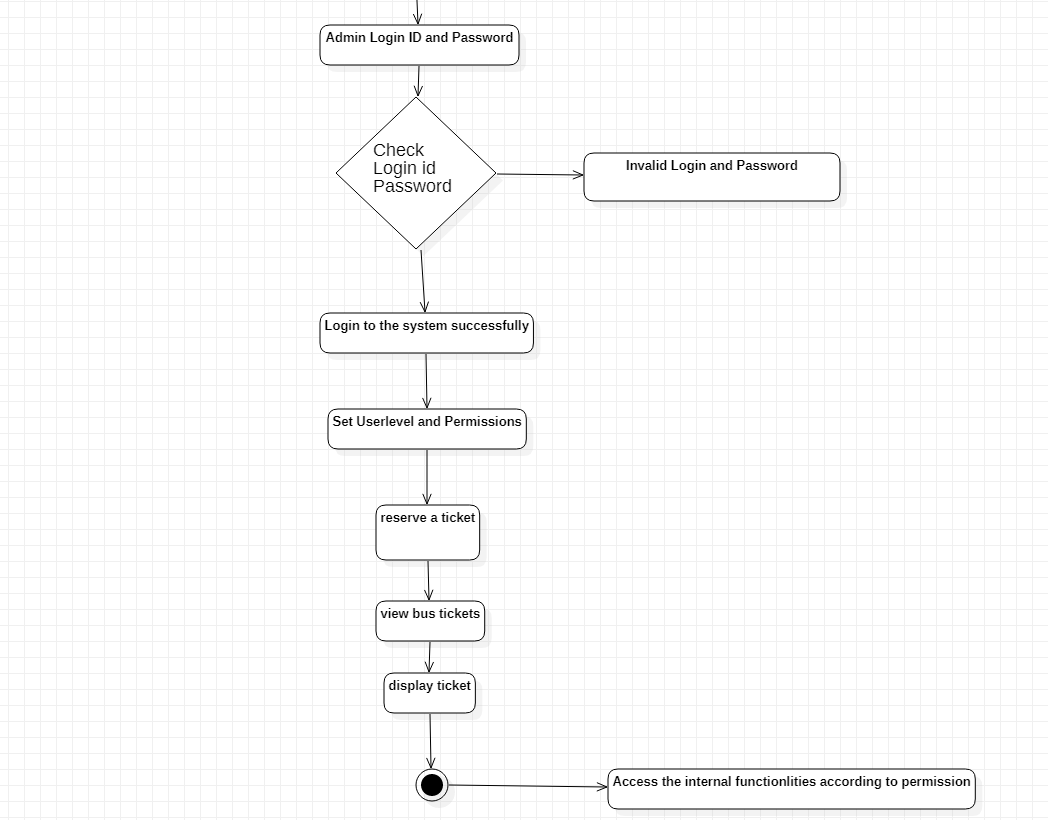 Admin Login ID and Password
Check
Login id
Password
Invalid Login and Password
Login to the system successfully
Set Userlevel and Permissions
reserve a ticket
view bus tickets
display ticket
Access the internal functionlities according to permission